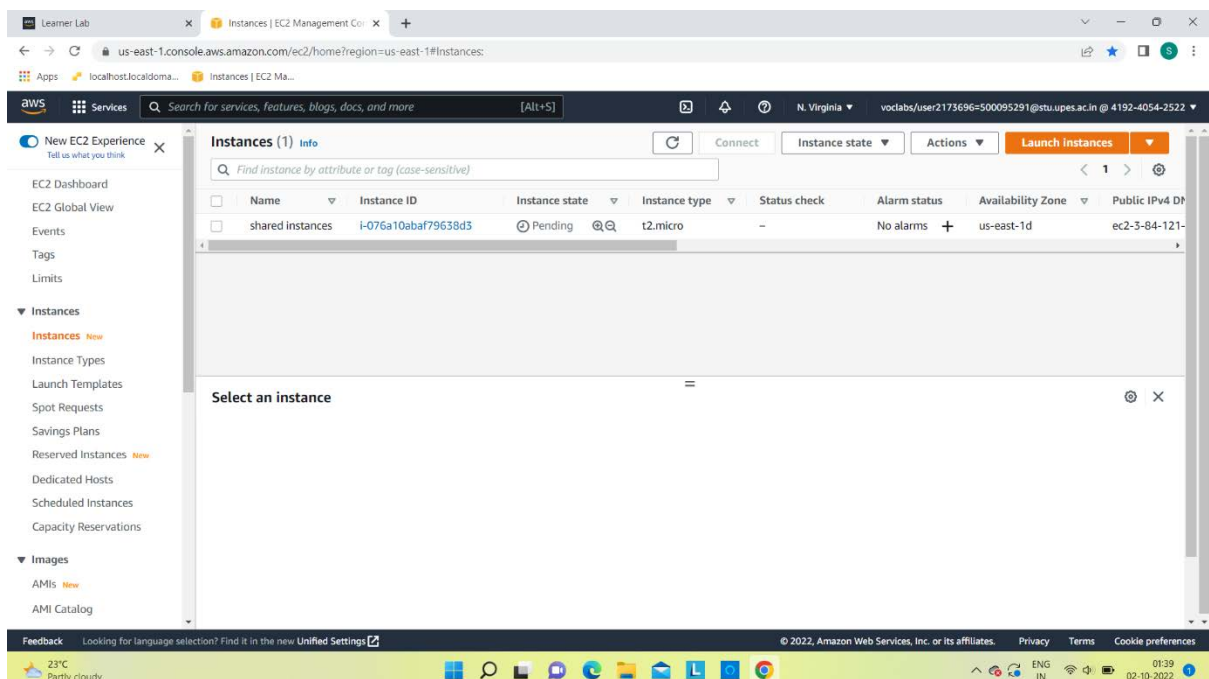 Learner Lab
Instances | EC2 Management Con
us-east-1.console.aws.amazon.com/ec2/home?region=us-east-1#Instances:
S
Apps localhost.localdoma... Instances | EC2 Ma...
aws Services Search for services, features, blogs, docs, and more [Alt+S] N. Virginia ▼ voclabs/user2173696=500095291@stu.upes.ac.in @ 4192-4054-2522 ▼
New EC2 Experience
Tell us what you think
EC2 Dashboard
EC2 Global View
Events
Tags
Limits
Instances
Instances New
Instance Types
Launch Templates
Spot Requests
Savings Plans
Reserved Instances New
Dedicated Hosts
Scheduled Instances
Capacity Reservations
Images
AMIs New
AMI Catalog
Instances (1) Info
Connect Instance state ▼ Actions ▼ Launch instances ▼
Find instance by attribute or tag (case-sensitive)
< 1 >
Name Instance ID Instance state Instance type Status check Alarm status Availability Zone Public IPv4 DN
shared instances i-076a10abaf79638d3 Pending t2.micro – No alarms + us-east-1d ec2-3-84-121-
Select an instance
Feedback Looking for language selection? Find it in the new Unified Settings © 2022, Amazon Web Services, Inc. or its affiliates. Privacy Terms Cookie preferences
23°C
Partly cloudy
L
ENG
IN
01:39
02-10-2022
1